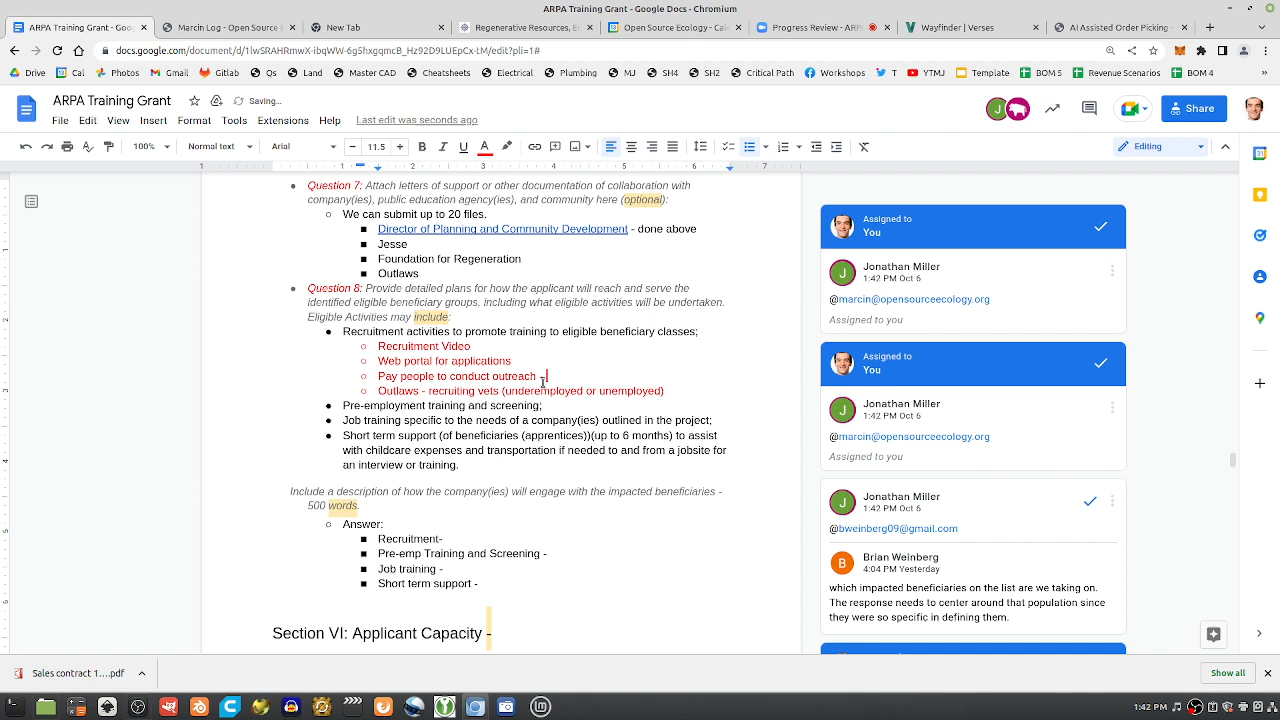 ARPA Training Grant - Google Docs - Chromium
ARPA Training Grant - Google Docs
Marcin Log - Open Source E
New Tab
Regenerative Resources, Ec
Open Source Ecology - Cale
Progress Review - ARP
Wayfinder | Verses
AI Assisted Order Picking -
docs.google.com/document/d/1lwSRAHRmwX-ibqWW-6g5hxgqmcB_Hz92D9LUEpCx-tM/edit?pli=1#
Drive
Cal
Photos
Gmail
Gitlab
Qs
Land
Master CAD
Cheatsheets
Electrical
Plumbing
MJ
SH4
SH2
Critical Path
Workshops
T
YTMJ
Template
BOM 5
Revenue Scenarios
BOM 4
ARPA Training Grant
Saving...
File Edit View Insert Format Tools Extensions Help
Last edit was seconds ago
Share
100%
Normal text
Arial
11.5
Editing
Question 7: Attach letters of support or other documentation of collaboration with
company(ies), public education agency(ies), and community here (optional):
We can submit up to 20 files.
Director of Planning and Community Development - done above
Jesse
Foundation for Regeneration
Outlaws
Question 8: Provide detailed plans for how the applicant will reach and serve the
identified eligible beneficiary groups, including what eligible activities will be undertaken.
Eligible Activities may include:
Recruitment activities to promote training to eligible beneficiary classes;
Recruitment Video
Web portal for applications
Pay people to conduct outreach -
Outlaws - recruiting vets (underemployed or unemployed)
Pre-employment training and screening;
Job training specific to the needs of a company(ies) outlined in the project;
Short term support (of beneficiaries (apprentices))(up to 6 months) to assist
with childcare expenses and transportation if needed to and from a jobsite for
an interview or training.
Include a description of how the company(ies) will engage with the impacted beneficiaries -
500 words.
Answer:
Recruitment-
Pre-emp Training and Screening -
Job training -
Short term support -
Section VI: Applicant Capacity -
Assigned to
You
Jonathan Miller
1:42 PM Oct 6
@marcin@opensourceecology.org
Assigned to you
Assigned to
You
Jonathan Miller
1:42 PM Oct 6
@marcin@opensourceecology.org
Assigned to you
Jonathan Miller
1:42 PM Oct 6
@bweinberg09@gmail.com
Brian Weinberg
4:04 PM Yesterday
which impacted beneficiaries on the list are we taking on.
The response needs to center around that population since
they were so specific in defining them.
Sales contract 1....pdf
Show all
1:42 PM